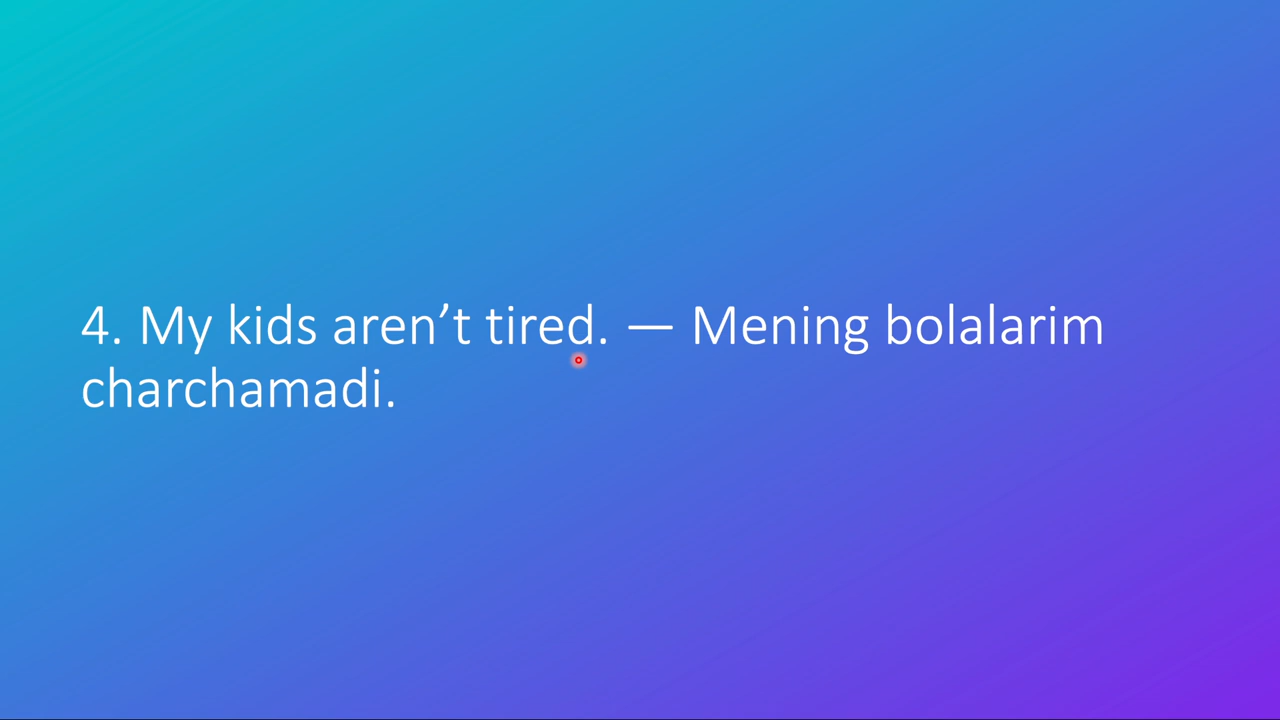 4. My kids aren’t tired. — Mening bolalarim
charchamadi.